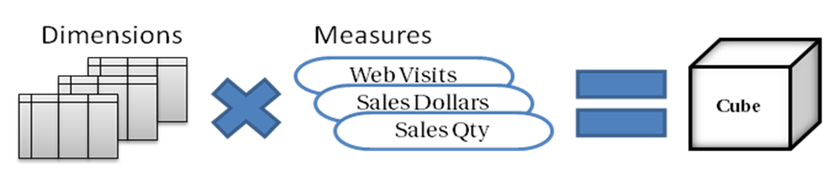 Dimensions
Measures
Web Visits
Sales Dollars
Sales Qty
Cube